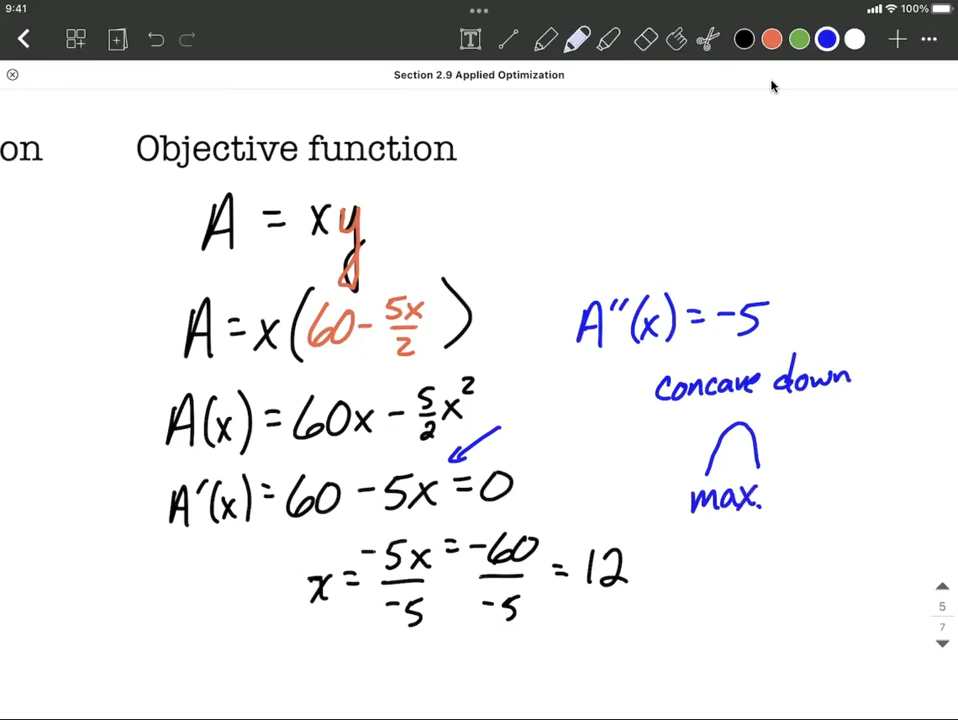 9:41
100%
Section 2.9 Applied Optimization
on
Objective function
A = xy
A = x(60 - 5x/2)
A(x) = 60x - 5/2 x²
A'(x) = 60 - 5x = 0
x = -5x/-5 = -60/-5 = 12
A''(x) = -5
concave down
max.
5
7